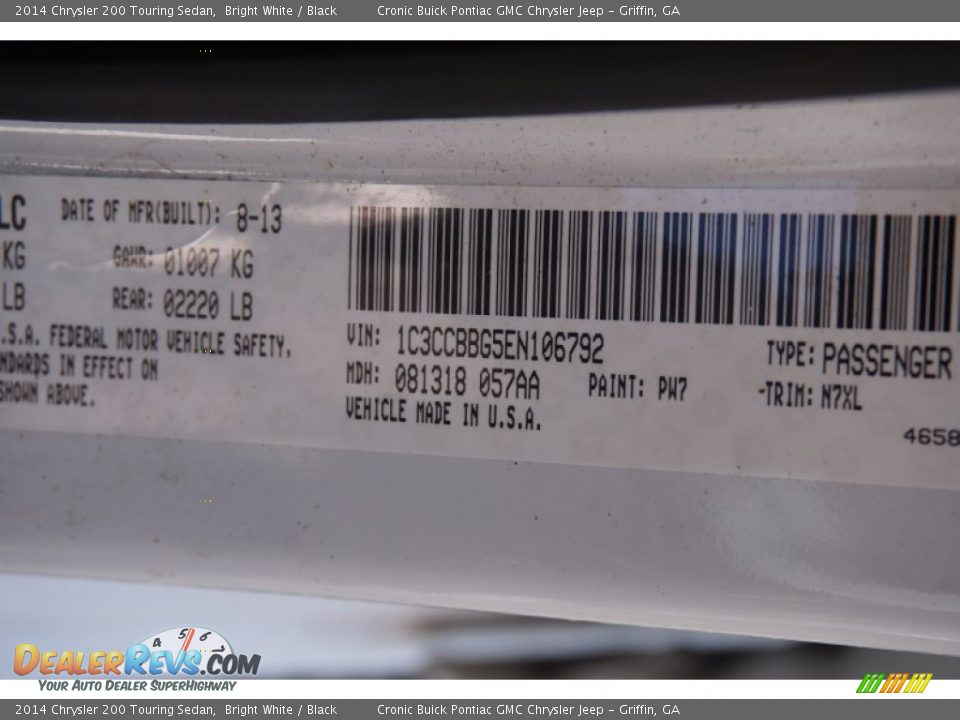 2014 Chrysler 200 Touring Sedan, Bright White / Black Cronic Buick Pontiac GMC Chrysler Jeep – Griffin, GA
LC DATE OF MFR(BUILT): 8-13
KG GAWR: 01007 KG
LB REAR: 02220 LB
.S.A. FEDERAL MOTOR VEHICLE SAFETY,
NDARDS IN EFFECT ON
SHOWN ABOVE.
VIN: 1C3CCBBG5EN106792 TYPE: PASSENGER
MDH: 081318 057AA PAINT: PW7 -TRIM: N7XL
VEHICLE MADE IN U.S.A.
4658
4 5 6
DEALERREVS.COM
YOUR AUTO DEALER SUPERHIGHWAY
2014 Chrysler 200 Touring Sedan, Bright White / Black Cronic Buick Pontiac GMC Chrysler Jeep – Griffin, GA